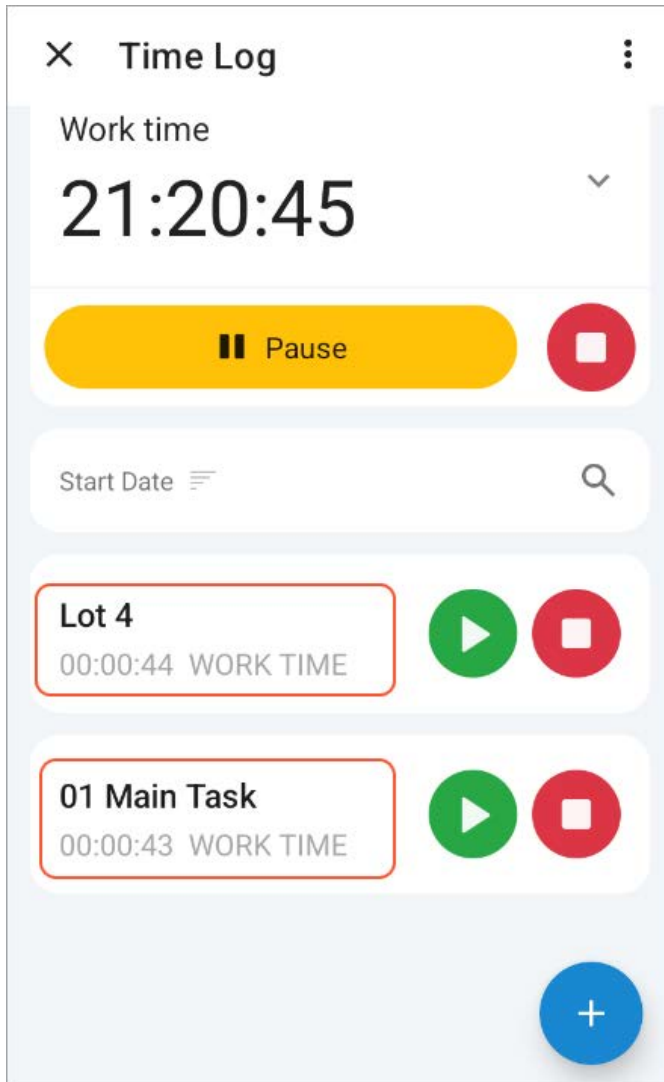 Time Log
Work time
21:20:45
Pause
Start Date
Lot 4
00:00:44 WORK TIME
01 Main Task
00:00:43 WORK TIME